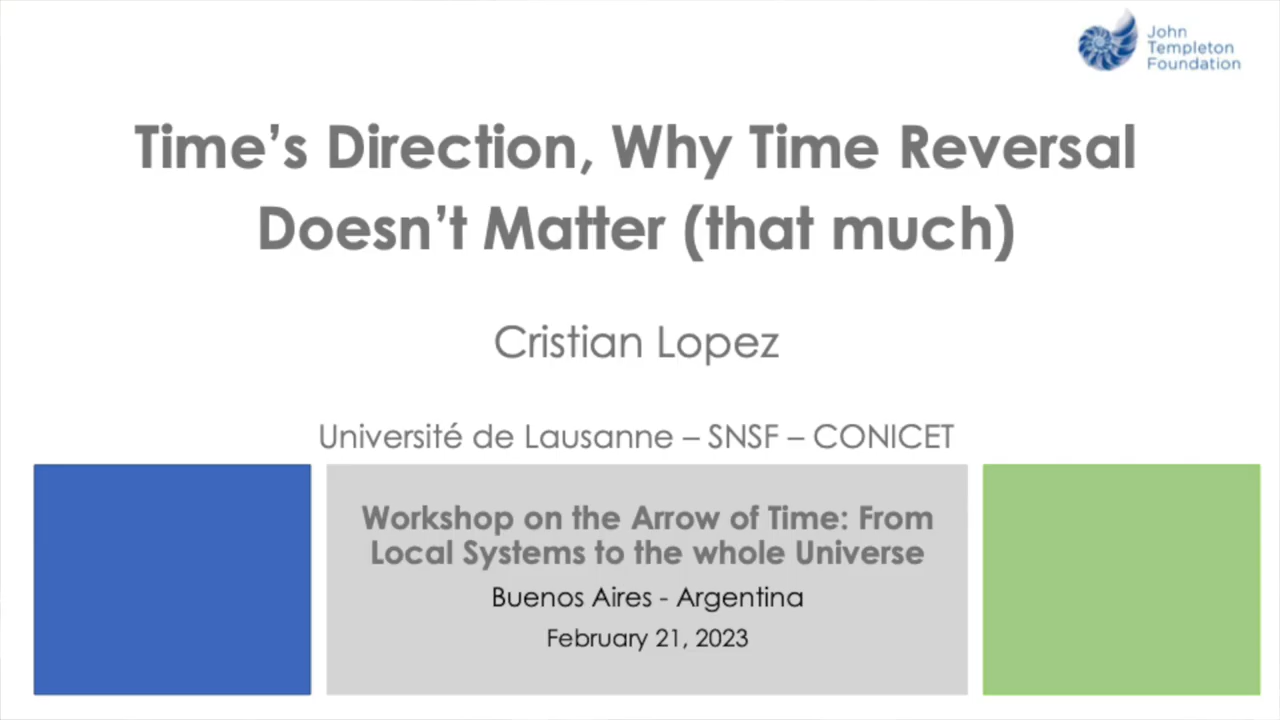 John
Templeton
Foundation
Time’s Direction, Why Time Reversal
Doesn’t Matter (that much)
Cristian Lopez
Université de Lausanne – SNSF – CONICET
Workshop on the Arrow of Time: From
Local Systems to the whole Universe
Buenos Aires - Argentina
February 21, 2023